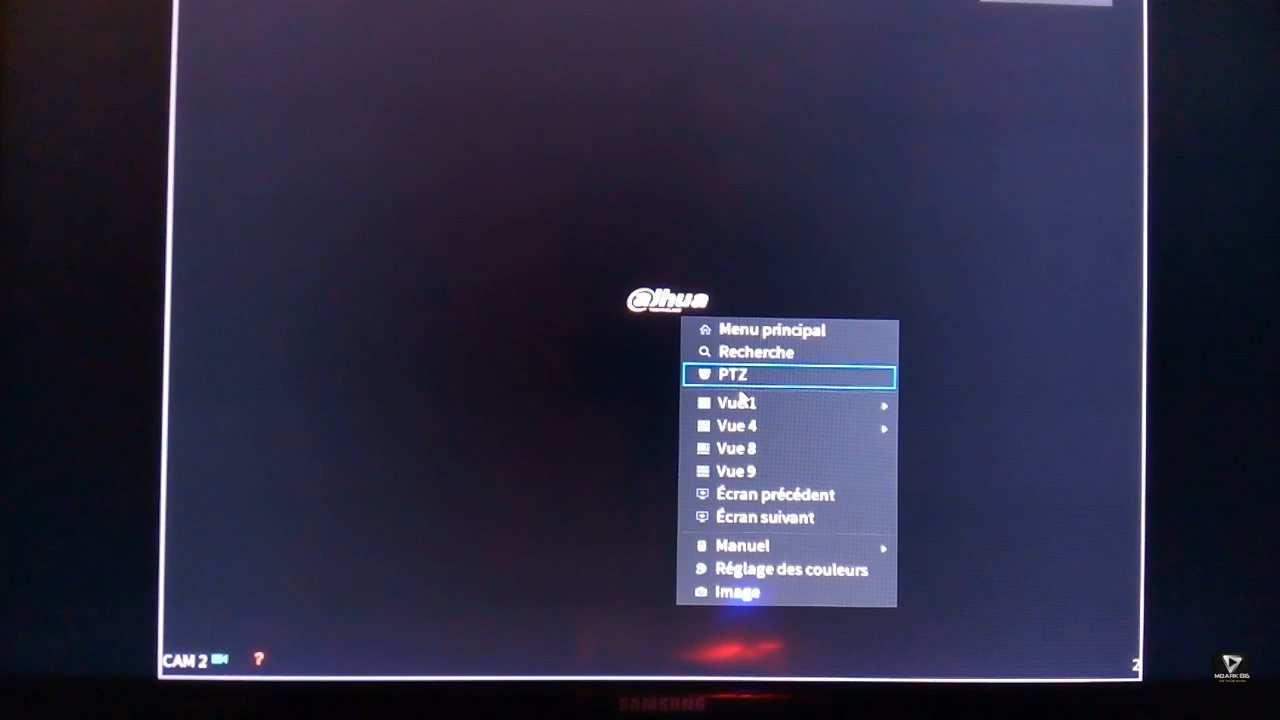 alhua
Menu principal
Recherche
PTZ
Vue 1
Vue 4
Vue 8
Vue 9
Écran précédent
Écran suivant
Manuel
Réglage des couleurs
Image
CAM 2
?
2
SAMSUNG
MOARK86